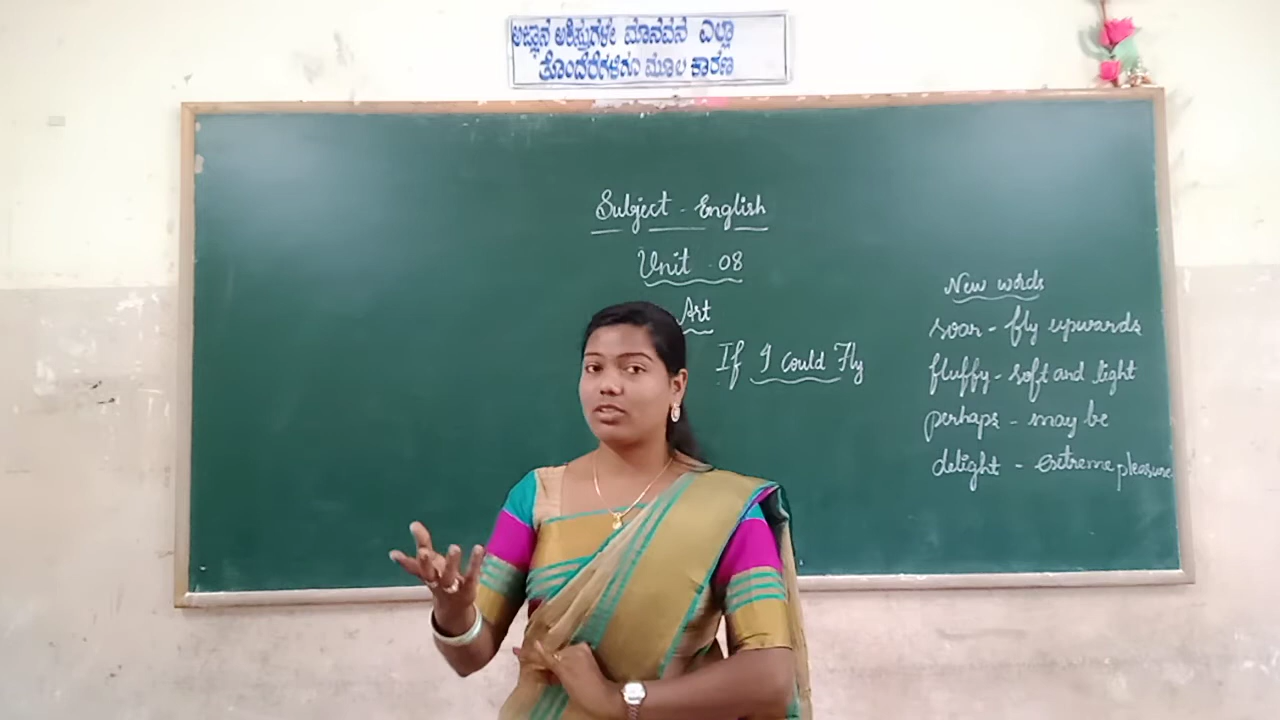 ಅಜ್ಞಾನ ಅಶಿಸ್ತುಗಳೇ ಮಾನವನ ಎಲ್ಲಾ
ತೊಂದರೆಗಳಿಗೂ ಮೂಲ ಕಾರಣ
Subject - English
Unit - 08
Art
If I could Fly
New words
soar - fly upwards
fluffy - soft and light
perhaps - may be
delight - extreme pleasure